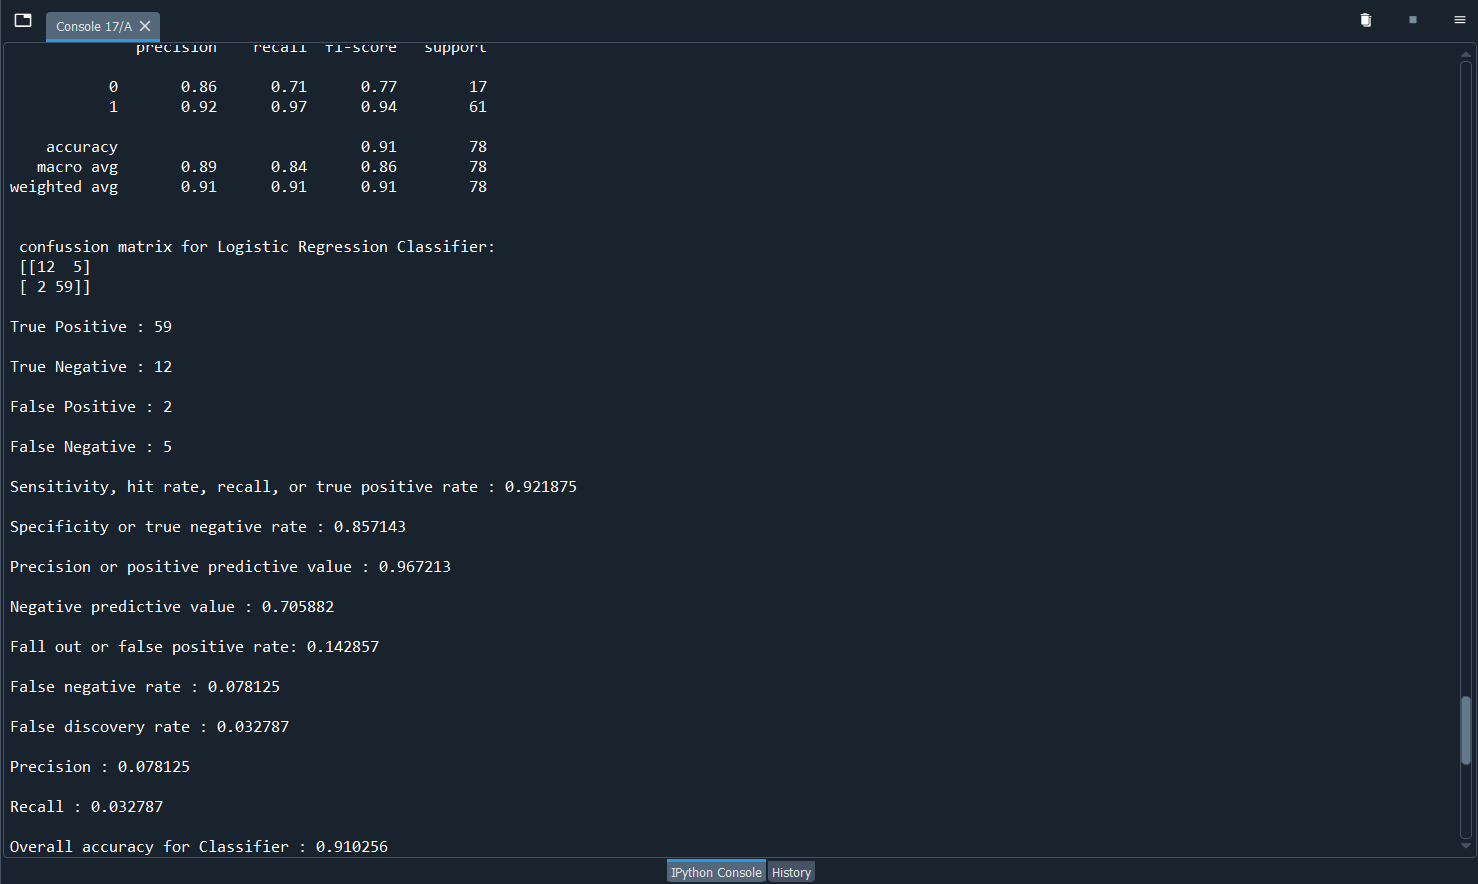 Console 17/A
precision recall f1-score support
0 0.86 0.71 0.77 17
1 0.92 0.97 0.94 61
accuracy 0.91 78
macro avg 0.89 0.84 0.86 78
weighted avg 0.91 0.91 0.91 78
confussion matrix for Logistic Regression Classifier:
[[12 5]
[ 2 59]]
True Positive : 59
True Negative : 12
False Positive : 2
False Negative : 5
Sensitivity, hit rate, recall, or true positive rate : 0.921875
Specificity or true negative rate : 0.857143
Precision or positive predictive value : 0.967213
Negative predictive value : 0.705882
Fall out or false positive rate: 0.142857
False negative rate : 0.078125
False discovery rate : 0.032787
Precision : 0.078125
Recall : 0.032787
Overall accuracy for Classifier : 0.910256
IPython Console History